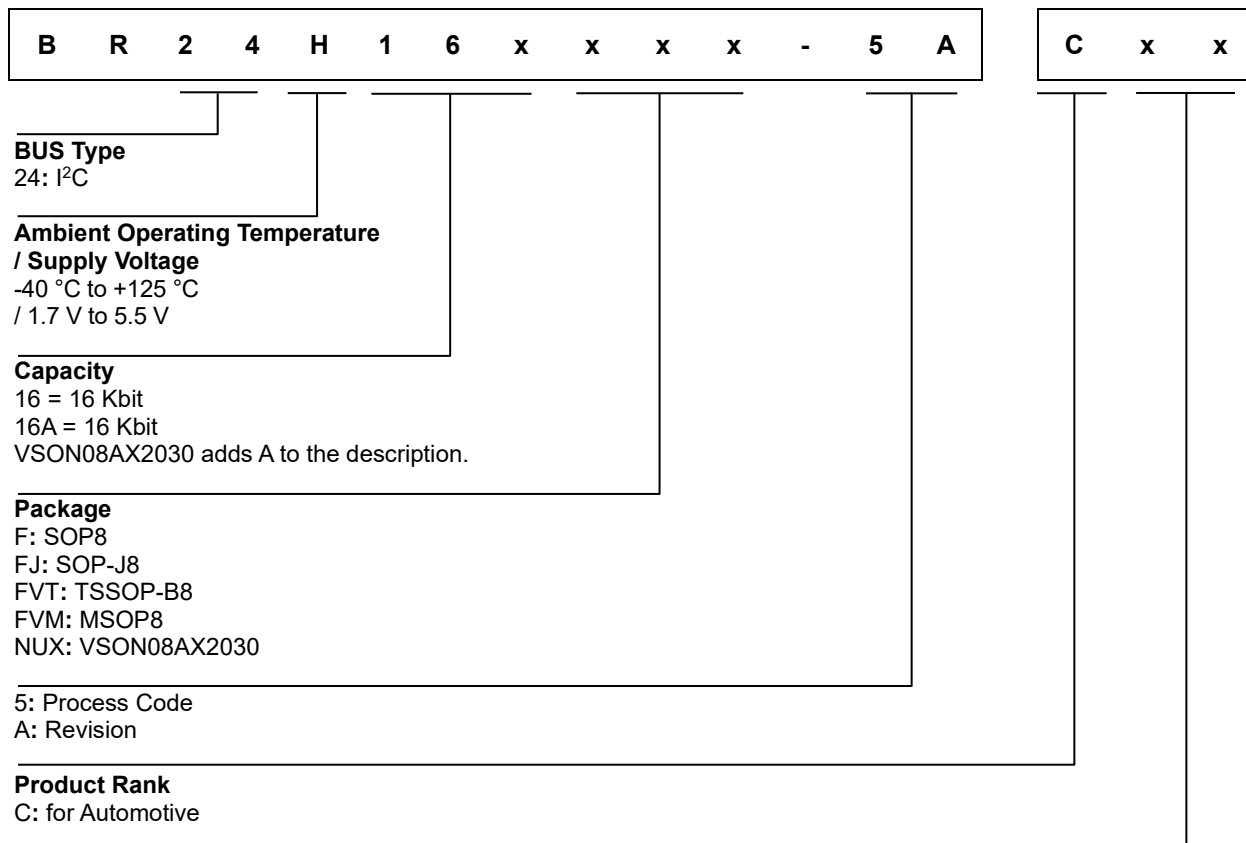 B R 2 4 H 1 6 x x x x - 5 A C x x
BUS Type
24: I²C
Ambient Operating Temperature
/ Supply Voltage
-40 °C to +125 °C
/ 1.7 V to 5.5 V
Capacity
16 = 16 Kbit
16A = 16 Kbit
VSON08AX2030 adds A to the description.
Package
F: SOP8
FJ: SOP-J8
FVT: TSSOP-B8
FVM: MSOP8
NUX: VSON08AX2030
5: Process Code
A: Revision
Product Rank
C: for Automotive